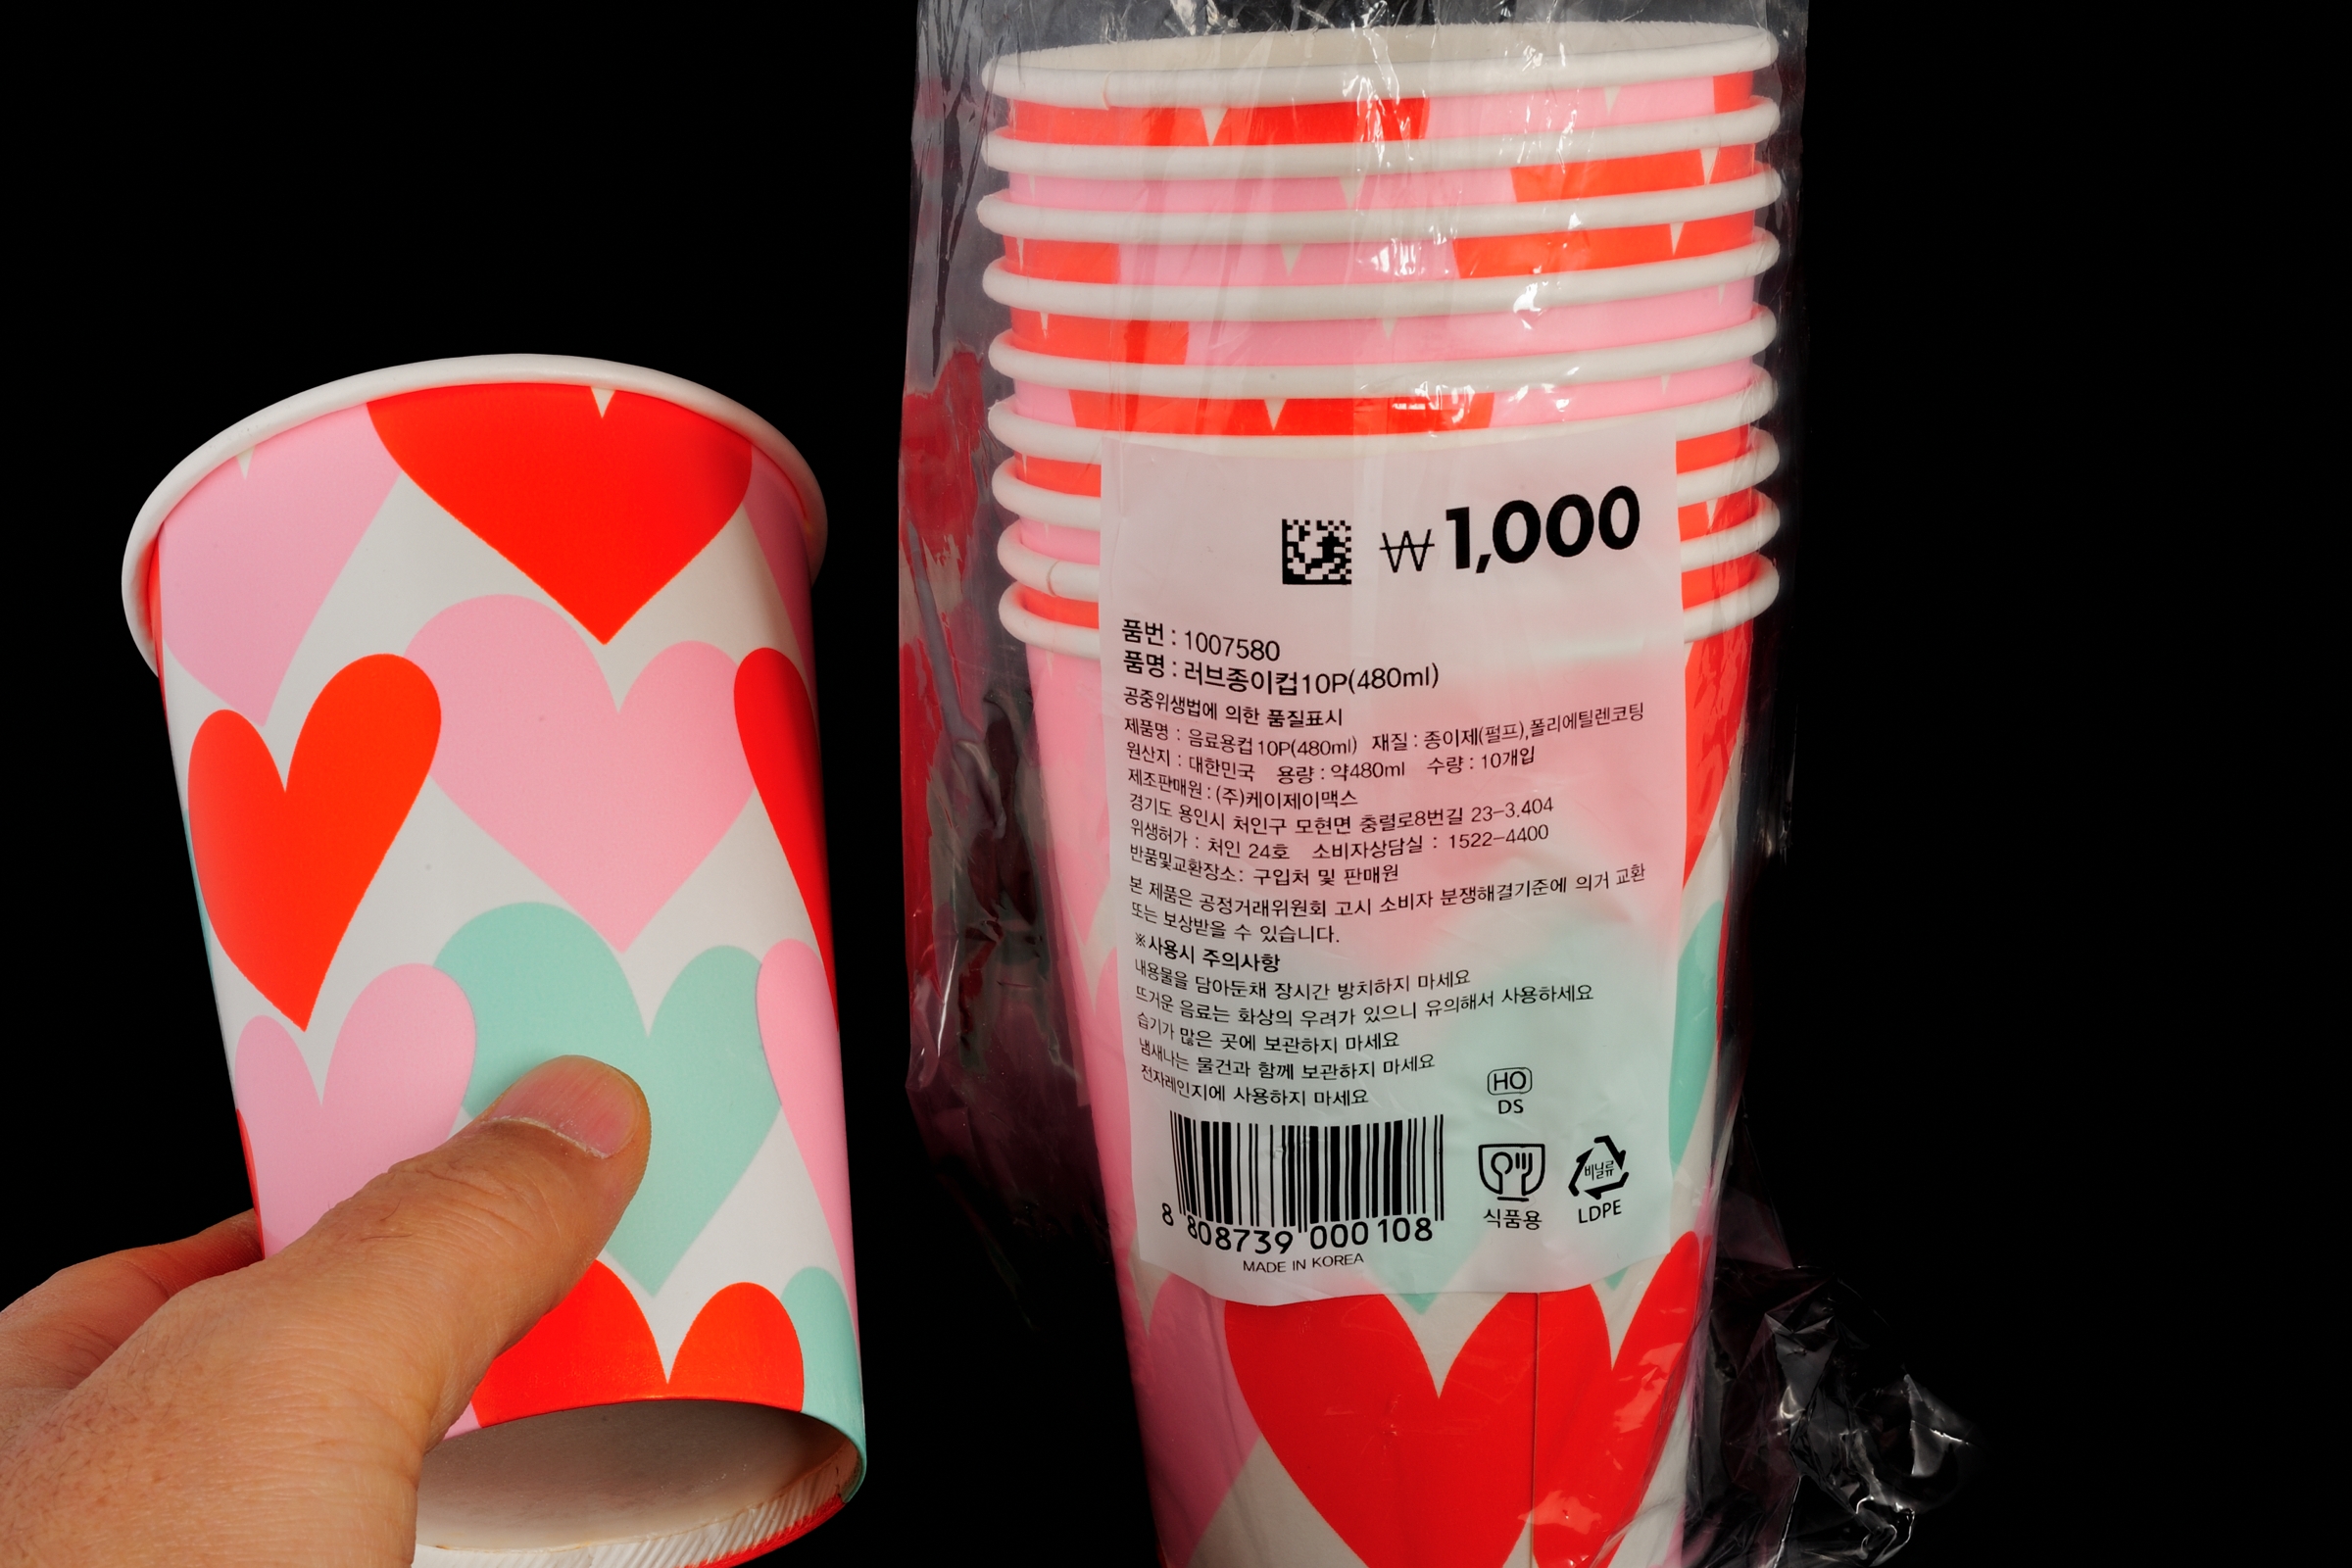 ₩1,000
품번 : 1007580
품명 : 러브종이컵10P(480ml)
공중위생법에 의한 품질표시
제품명 : 음료용컵10P(480ml) 재질 : 종이제(펄프),폴리에틸렌코팅
원산지 : 대한민국 용량 : 약480ml 수량 : 10개입
제조판매원 : (주)케이제이맥스
경기도 용인시 처인구 모현면 충렬로8번길 23-3.404
위생허가 : 처인 24호 소비자상담실 : 1522-4400
반품및교환장소: 구입처 및 판매원
본 제품은 공정거래위원회 고시 소비자 분쟁해결기준에 의거 교환
또는 보상받을 수 있습니다.
※사용시 주의사항
내용물을 담아둔채 장시간 방치하지 마세요
뜨거운 음료는 화상의 우려가 있으니 유의해서 사용하세요
습기가 많은 곳에 보관하지 마세요
냄새나는 물건과 함께 보관하지 마세요
전자레인지에 사용하지 마세요
HO
DS
비닐류
식품용
LDPE
8 808739 000108
MADE IN KOREA